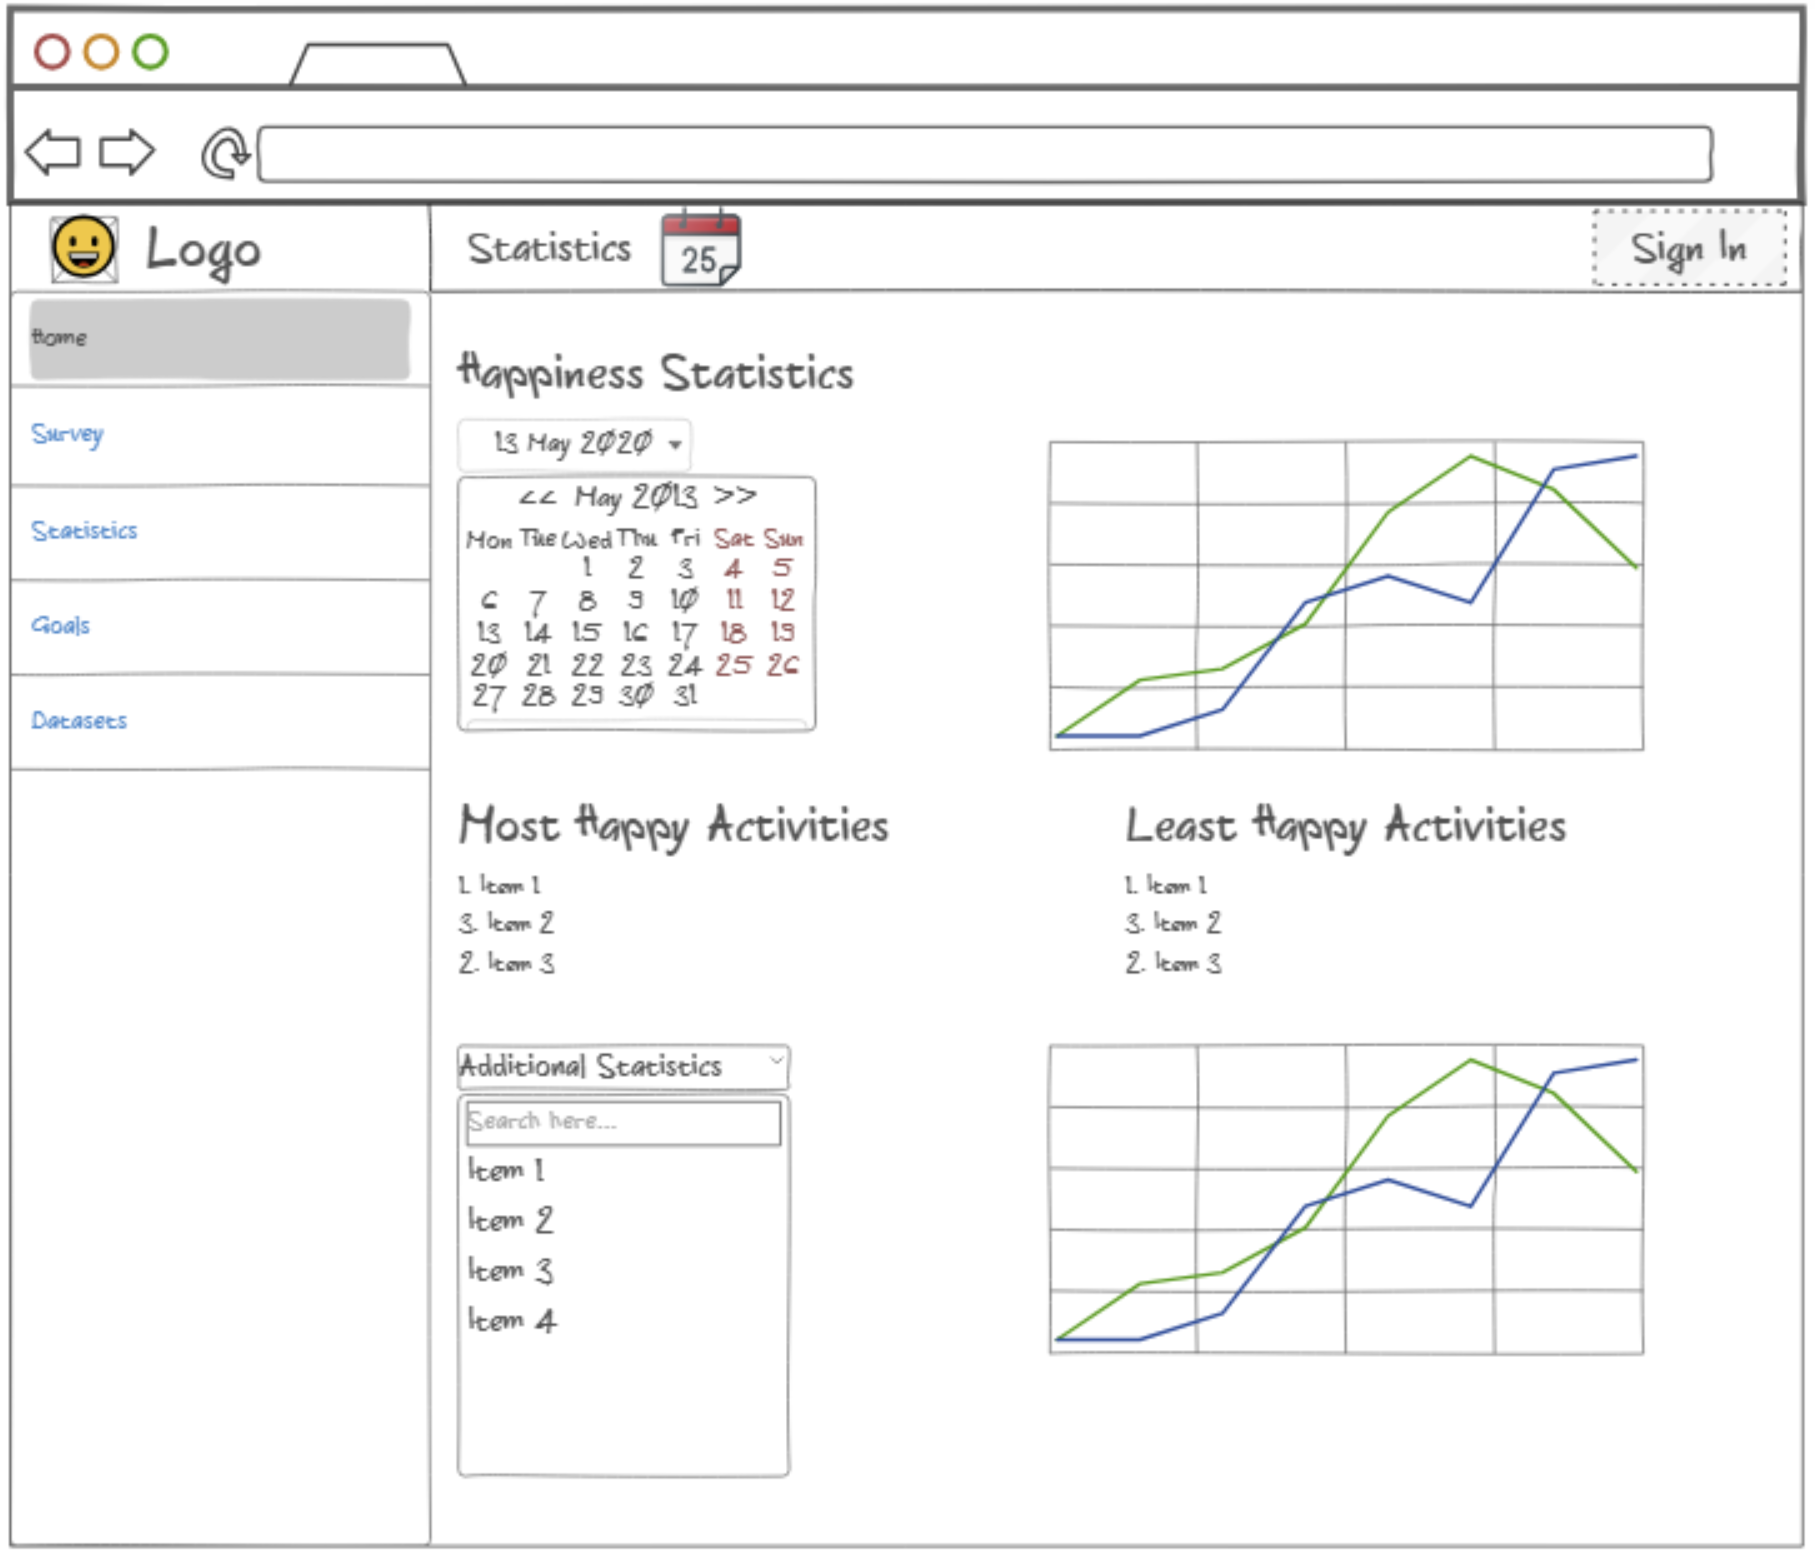 Logo
Statistics
25
Sign In
Home
Survey
Statistics
Goals
Datasets
Happiness Statistics
13 May 2020
<< May 2013 >>
Mon Tue Wed Thu Fri Sat Sun
1 2 3 4 5
6 7 8 9 10 11 12
13 14 15 16 17 18 19
20 21 22 23 24 25 26
27 28 29 30 31
Most Happy Activities
1. Item 1
3. Item 2
2. Item 3
Least Happy Activities
1. Item 1
3. Item 2
2. Item 3
Additional Statistics
Search here...
Item 1
Item 2
Item 3
Item 4